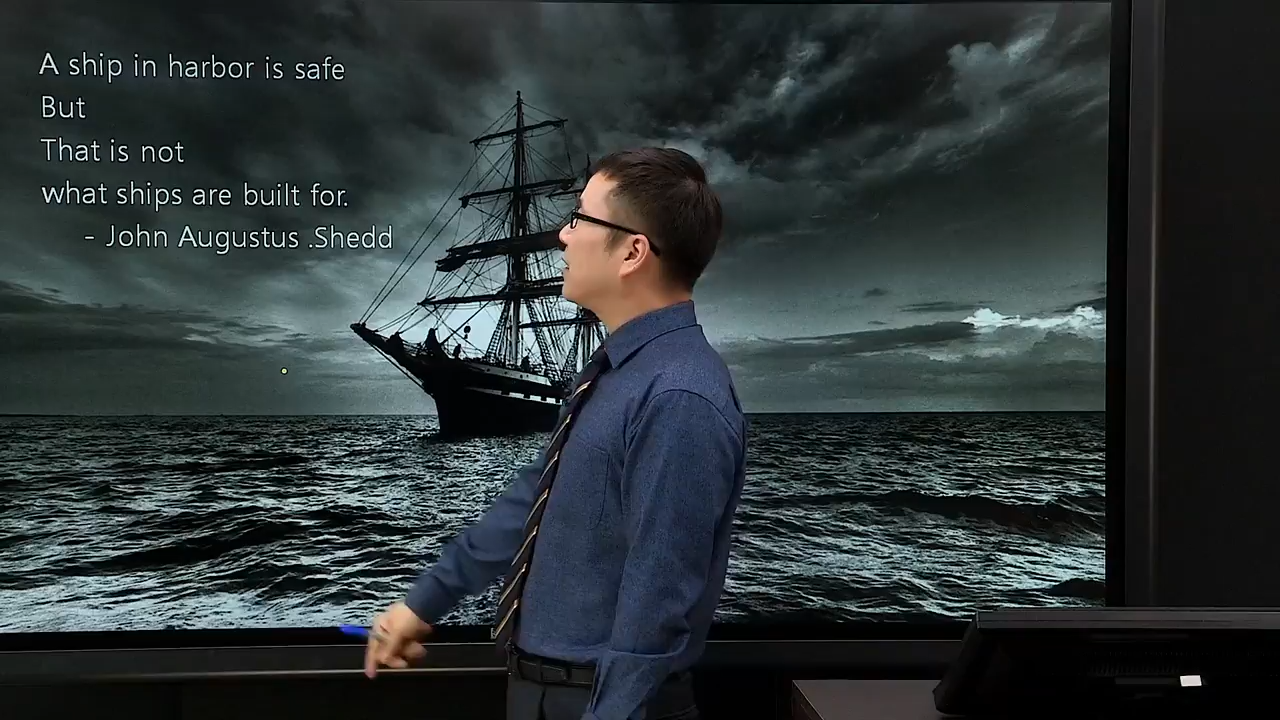 A ship in harbor is safe
But
That is not
what ships are built for.
- John Augustus .Shedd